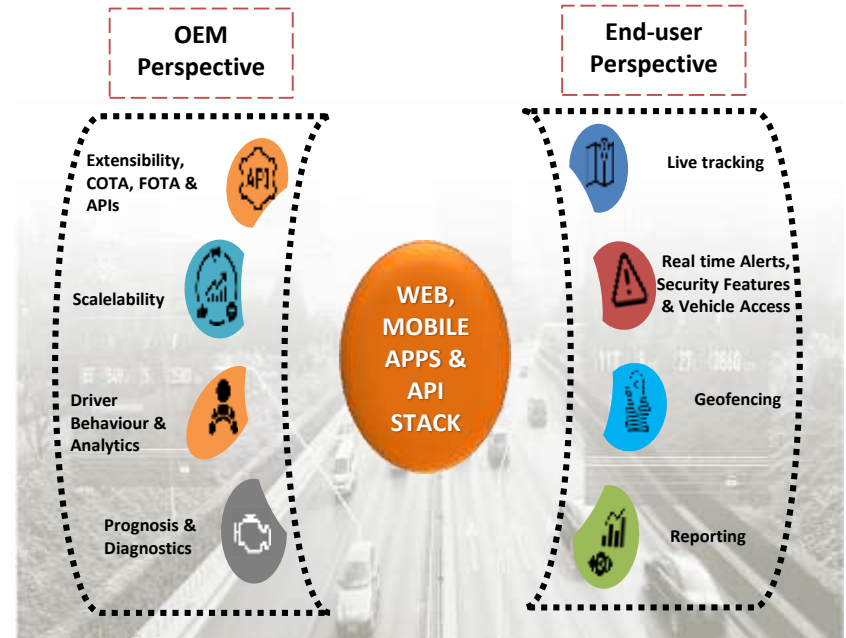 OEM
Perspective
Extensibility,
COTA, FOTA &
APIs
API
Scalelability
Driver
Behaviour &
Analytics
Prognosis &
Diagnostics
WEB,
MOBILE
APPS &
API
STACK
End-user
Perspective
Live tracking
Real time Alerts,
Security Features
& Vehicle Access
Geofencing
Reporting